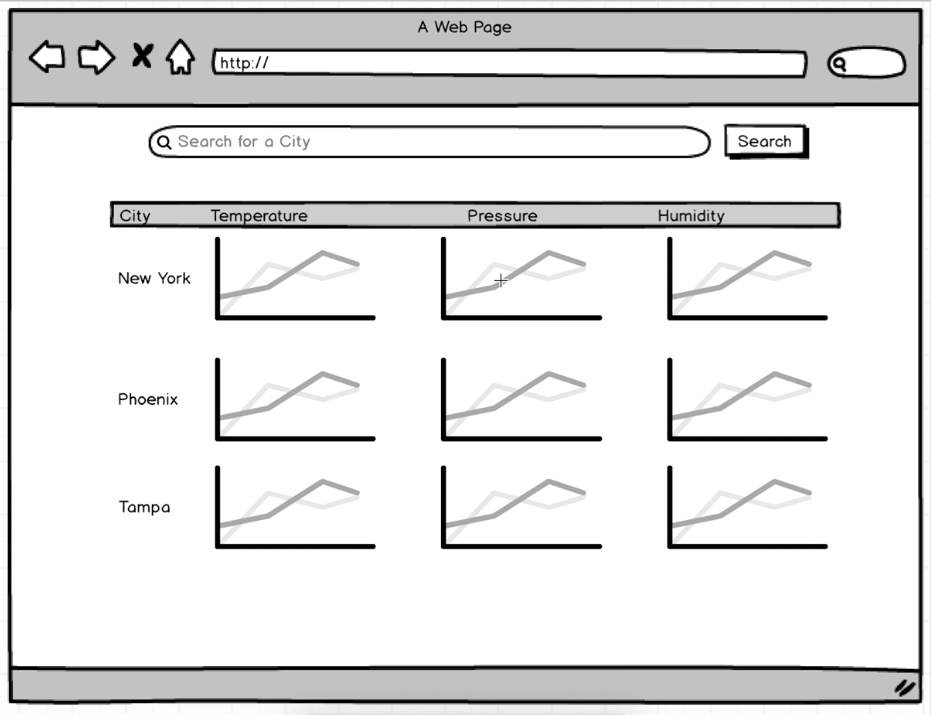 A Web Page
http://
Search for a City
Search
City Temperature Pressure Humidity
New York
Phoenix
Tampa